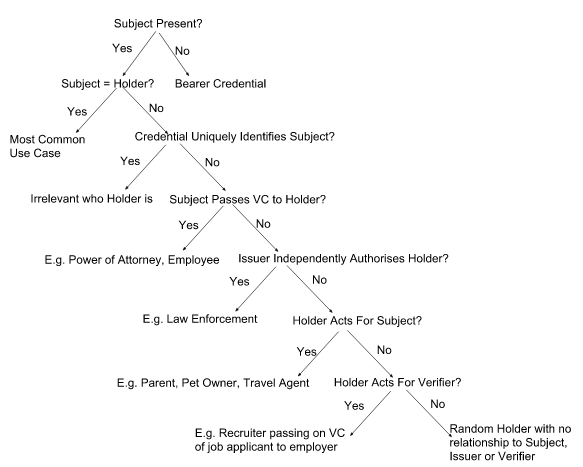 Subject Present?
Yes
No
Subject = Holder?
Bearer Credential
Yes
No
Most Common
Use Case
Credential Uniquely Identifies Subject?
Yes
No
Irrelevant who Holder is
Subject Passes VC to Holder?
Yes
No
E.g. Power of Attorney, Employee
Issuer Independently Authorises Holder?
Yes
No
E.g. Law Enforcement
Holder Acts For Subject?
Yes
No
E.g. Parent, Pet Owner, Travel Agent
Holder Acts For Verifier?
Yes
No
E.g. Recruiter passing on VC
of job applicant to employer
Random Holder with no
relationship to Subject,
Issuer or Verifier